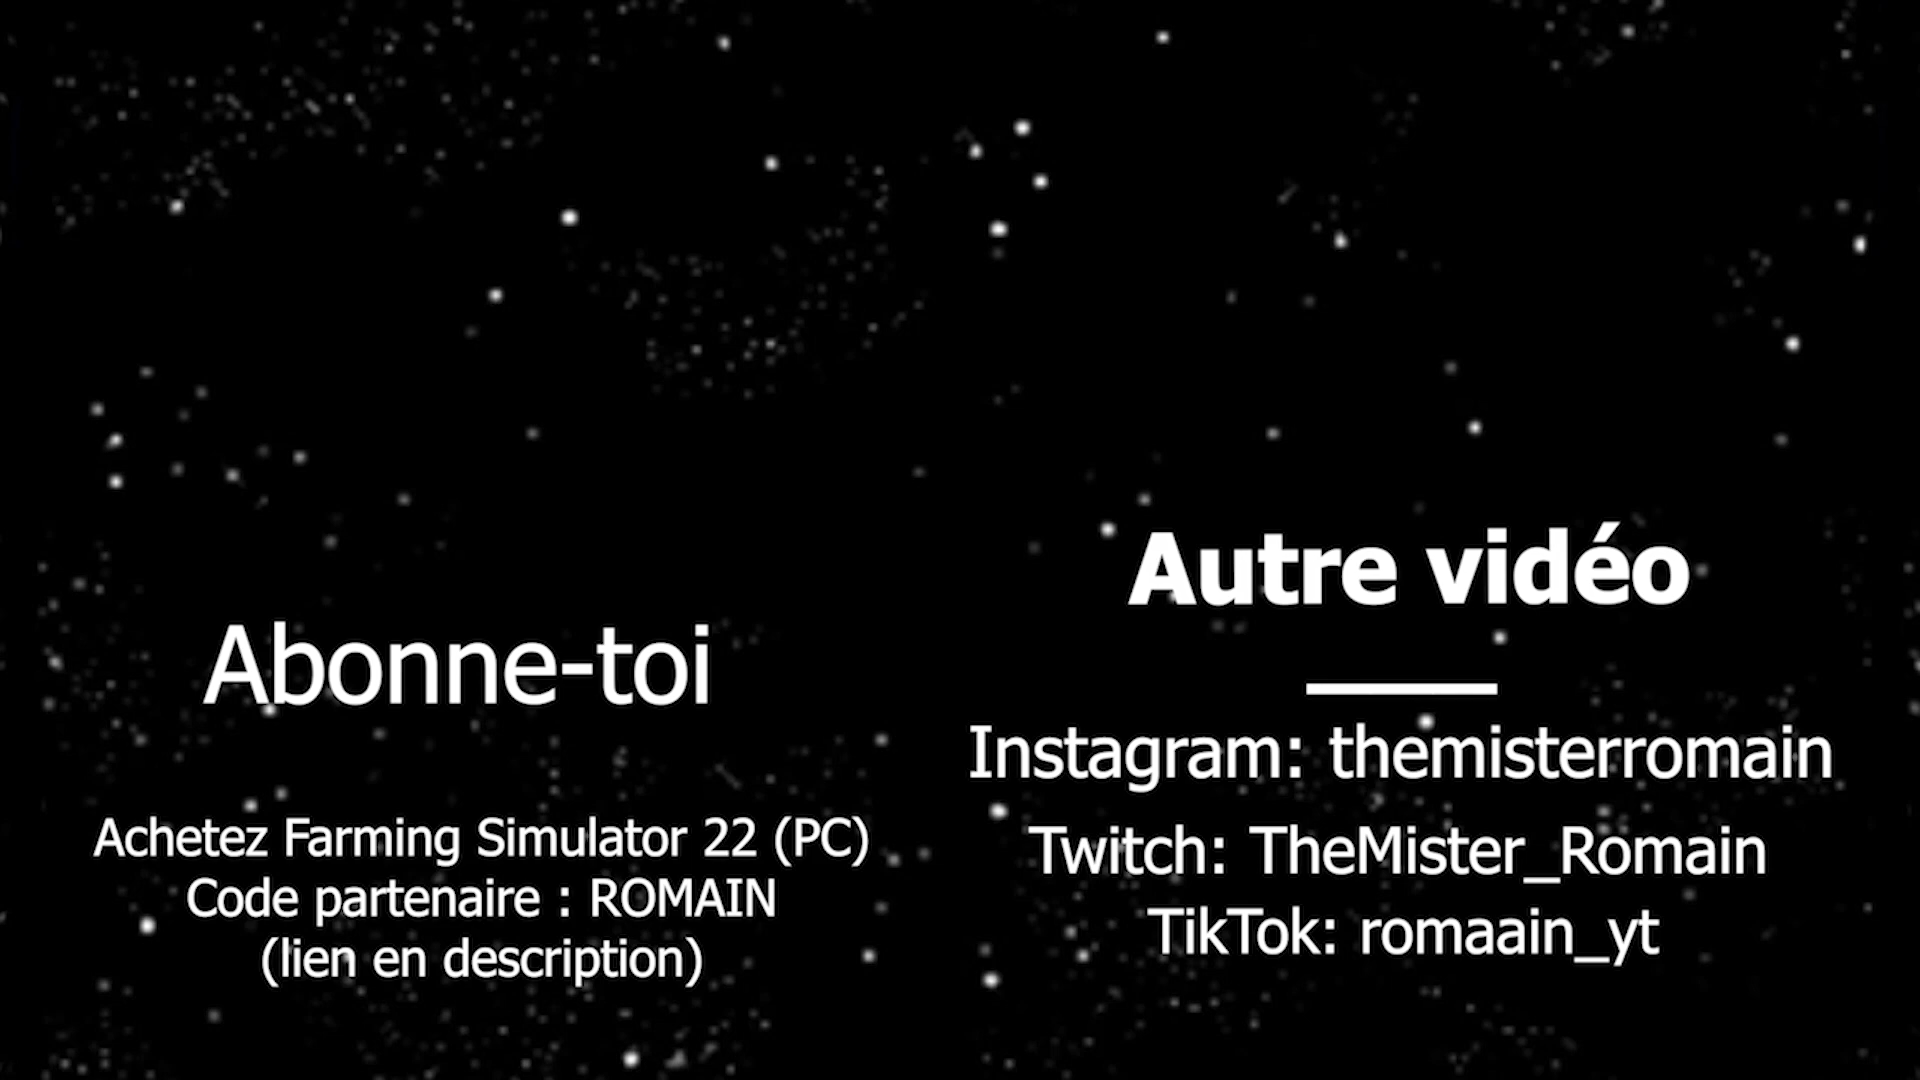 Abonne-toi
Achetez Farming Simulator 22 (PC)
Code partenaire : ROMAIN
(lien en description)
Autre vidéo
Instagram: themisterromain
Twitch: TheMister_Romain
TikTok: romaain_yt